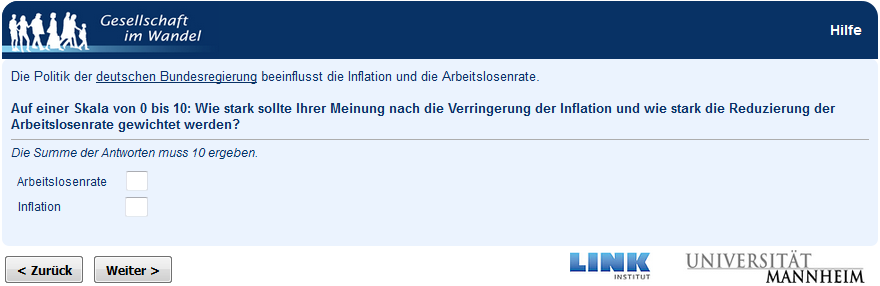 Gesellschaft
im Wandel
Hilfe
Die Politik der deutschen Bundesregierung beeinflusst die Inflation und die Arbeitslosenrate.
Auf einer Skala von 0 bis 10: Wie stark sollte Ihrer Meinung nach die Verringerung der Inflation und wie stark die Reduzierung der
Arbeitslosenrate gewichtet werden?
Die Summe der Antworten muss 10 ergeben.
Arbeitslosenrate
Inflation
< Zurück
Weiter >
LINK
INSTITUT
UNIVERSITÄT
MANNHEIM